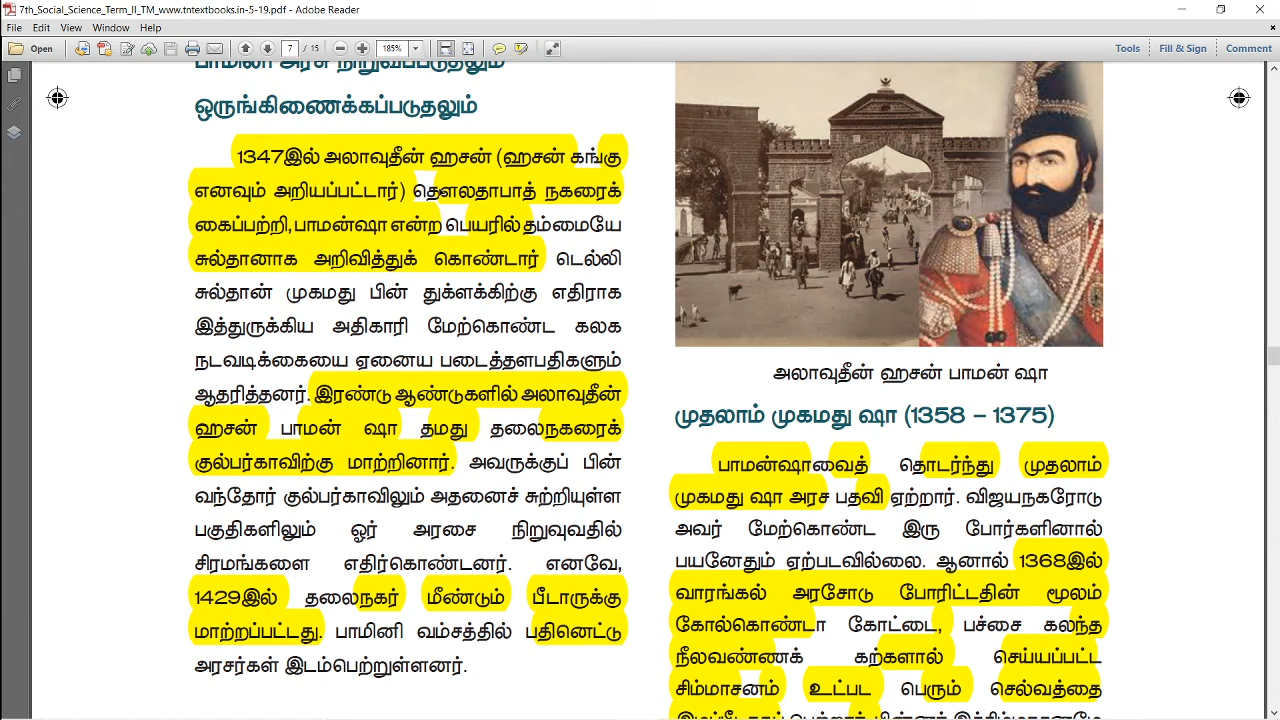 7th_Social_Science_Term_II_TM_www.tntextbooks.in-5-19.pdf - Adobe Reader
File Edit View Window Help
Open 7 / 15 185% Tools Fill & Sign Comment
பாமினி அரசு நிறுவப்படுதலும்
ஒருங்கிணைக்கப்படுதலும்
1347இல் அலாவுதீன் ஹசன் (ஹசன் கங்கு
எனவும் அறியப்பட்டார்) தௌலதாபாத் நகரைக்
கைப்பற்றி, பாமன்ஷா என்ற பெயரில் தம்மையே
சுல்தானாக அறிவித்துக் கொண்டார் டெல்லி
சுல்தான் முகமது பின் துக்ளக்கிற்கு எதிராக
இத்துருக்கிய அதிகாரி மேற்கொண்ட கலக
நடவடிக்கையை ஏனைய படைத்தளபதிகளும்
ஆதரித்தனர். இரண்டு ஆண்டுகளில் அலாவுதீன்
ஹசன் பாமன் ஷா தமது தலைநகரைக்
குல்பர்காவிற்கு மாற்றினார். அவருக்குப் பின்
வந்தோர் குல்பர்காவிலும் அதனைச் சுற்றியுள்ள
பகுதிகளிலும் ஓர் அரசை நிறுவுவதில்
சிரமங்களை எதிர்கொண்டனர். எனவே,
1429இல் தலைநகர் மீண்டும் பீடாருக்கு
மாற்றப்பட்டது. பாமினி வம்சத்தில் பதினெட்டு
அரசர்கள் இடம்பெற்றுள்ளனர்.
அலாவுதீன் ஹசன் பாமன் ஷா
முதலாம் முகமது ஷா (1358 – 1375)
பாமன்ஷாவைத் தொடர்ந்து முதலாம்
முகமது ஷா அரச பதவி ஏற்றார். விஜயநகரோடு
அவர் மேற்கொண்ட இரு போர்களினால்
பயனேதும் ஏற்படவில்லை. ஆனால் 1368இல்
வாரங்கல் அரசோடு போரிட்டதின் மூலம்
கோல்கொண்டா கோட்டை, பச்சை கலந்த
நீலவண்ணக் கற்களால் செய்யப்பட்ட
சிம்மாசனம் உட்பட பெரும் செல்வத்தை